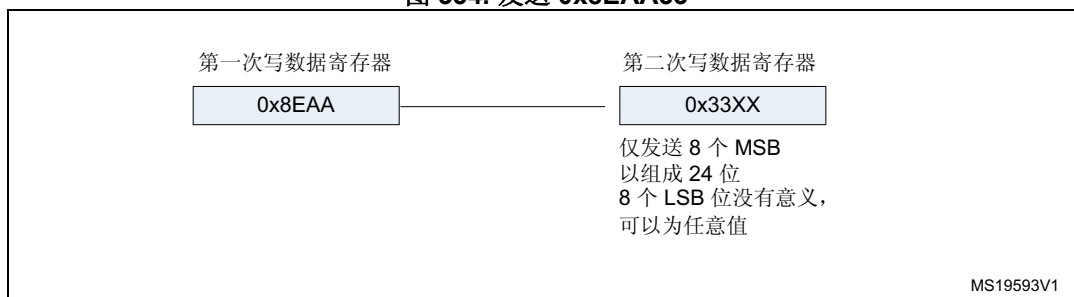 第一次写数据寄存器
第二次写数据寄存器
0x8EAA
0x33XX
仅发送 8 个 MSB
以组成 24 位
8 个 LSB 位没有意义，
可以为任意值
MS19593V1